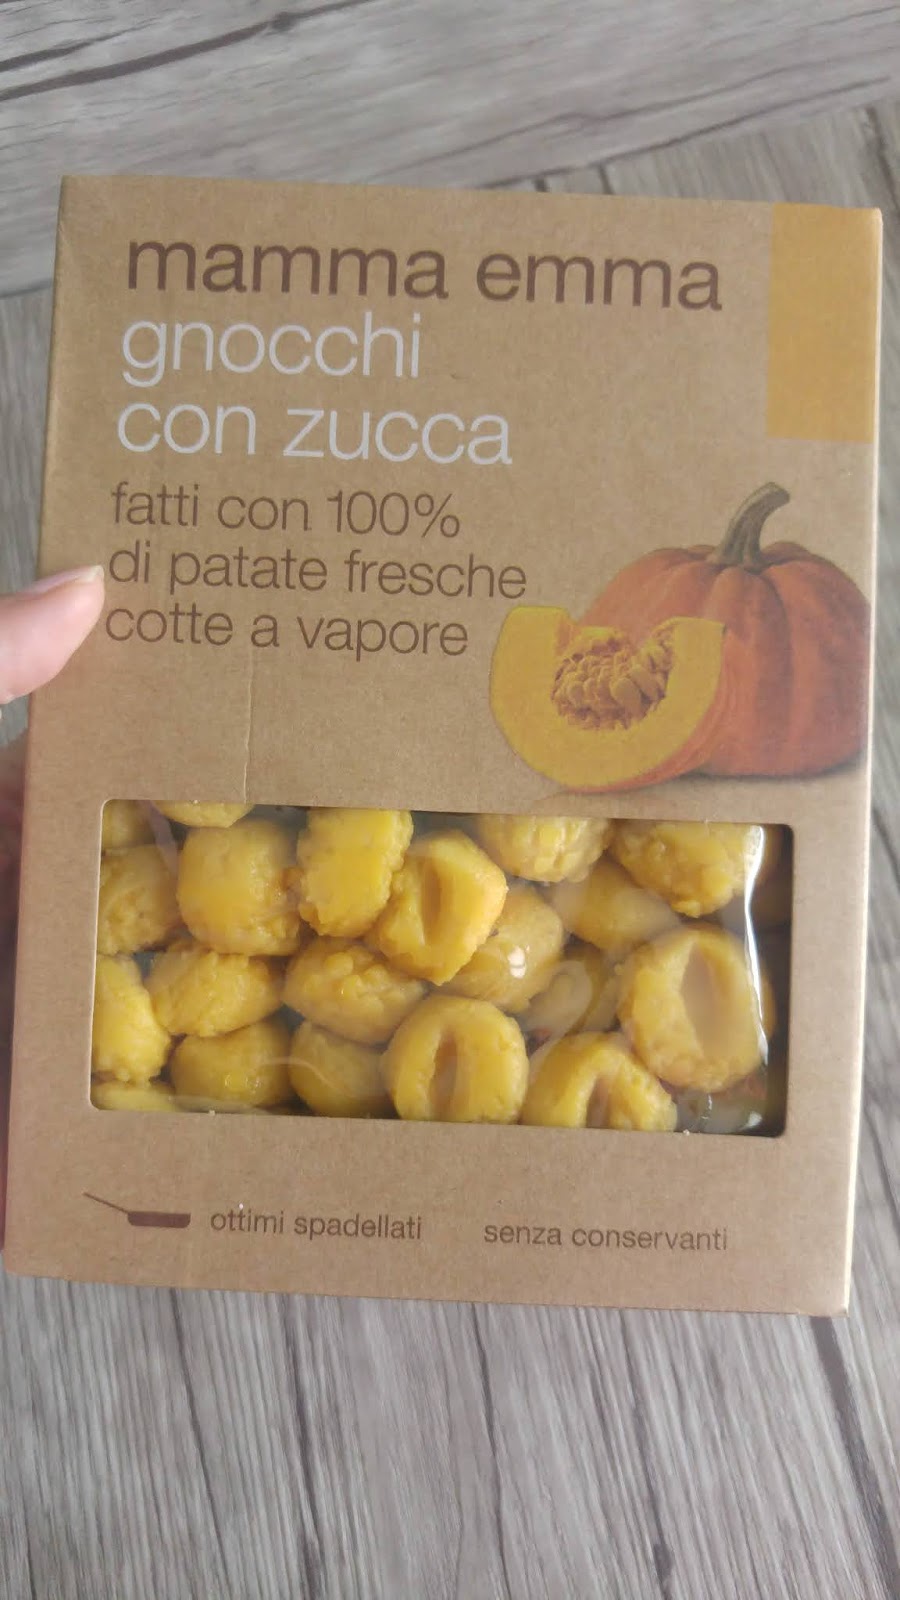 mamma emma
gnocchi
con zucca
fatti con 100%
di patate fresche
cotte a vapore
ottimi spadellati
senza conservanti